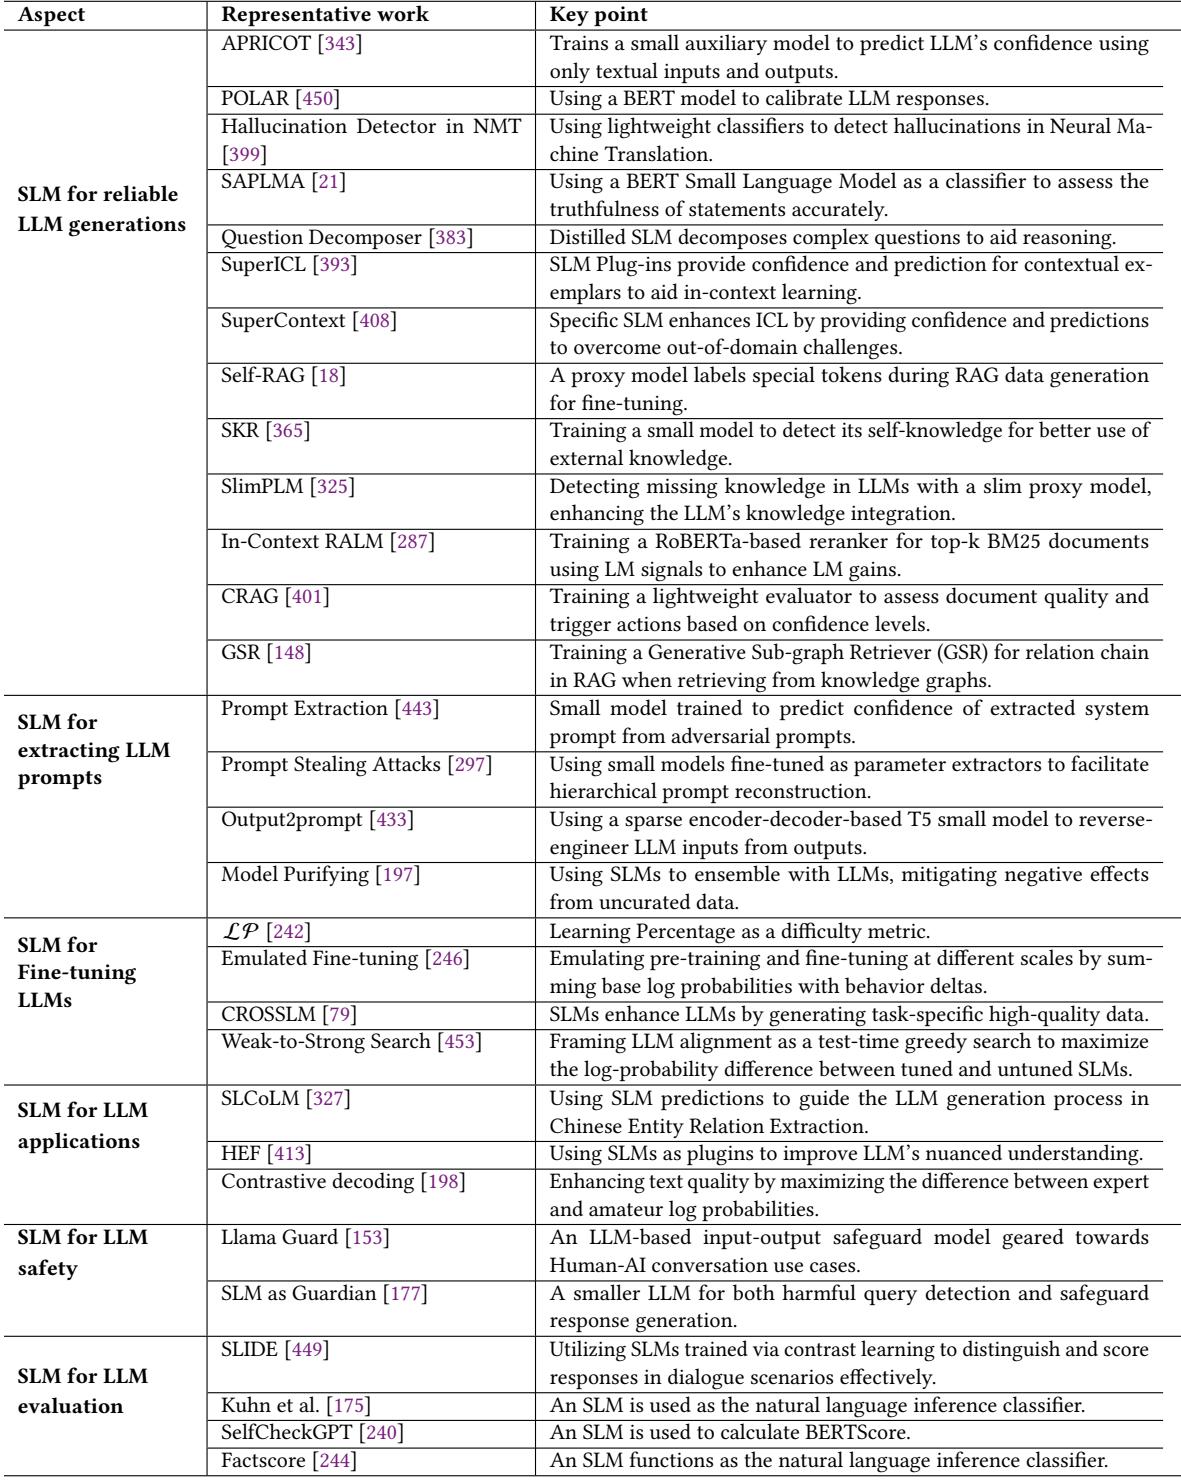 Aspect Representative work Key point
APRICOT [343] Trains a small auxiliary model to predict LLM's confidence using
only textual inputs and outputs.
POLAR [450] Using a BERT model to calibrate LLM responses.
Hallucination Detector in NMT Using lightweight classifiers to detect hallucinations in Neural Ma-
[399] chine Translation.
SLM for reliable
LLM generations
SAPLMA [21] Using a BERT Small Language Model as a classifier to assess the
truthfulness of statements accurately.
Question Decomposer [383] Distilled SLM decomposes complex questions to aid reasoning.
SuperICL [393] SLM Plug-ins provide confidence and prediction for contextual ex-
emplars to aid in-context learning.
SuperContext [408] Specific SLM enhances ICL by providing confidence and predictions
to overcome out-of-domain challenges.
Self-RAG [18] A proxy model labels special tokens during RAG data generation
for fine-tuning.
SKR [365] Training a small model to detect its self-knowledge for better use of
external knowledge.
SlimPLM [325] Detecting missing knowledge in LLMs with a slim proxy model,
enhancing the LLM's knowledge integration.
In-Context RALM [287] Training a RoBERTa-based reranker for top-k BM25 documents
using LM signals to enhance LM gains.
CRAG [401] Training a lightweight evaluator to assess document quality and
trigger actions based on confidence levels.
GSR [148] Training a Generative Sub-graph Retriever (GSR) for relation chain
in RAG when retrieving from knowledge graphs.
SLM for
extracting LLM
prompts
Prompt Extraction [443] Small model trained to predict confidence of extracted system
prompt from adversarial prompts.
Prompt Stealing Attacks [297] Using small models fine-tuned as parameter extractors to facilitate
hierarchical prompt reconstruction.
Output2prompt [433] Using a sparse encoder-decoder-based T5 small model to reverse-
engineer LLM inputs from outputs.
Model Purifying [197] Using SLMs to ensemble with LLMs, mitigating negative effects
from uncurated data.
SLM for
Fine-tuning
LLMs
𝓛𝓟 [242] Learning Percentage as a difficulty metric.
Emulated Fine-tuning [246] Emulating pre-training and fine-tuning at different scales by sum-
ming base log probabilities with behavior deltas.
CROSSLM [79] SLMs enhance LLMs by generating task-specific high-quality data.
Weak-to-Strong Search [453] Framing LLM alignment as a test-time greedy search to maximize
the log-probability difference between tuned and untuned SLMs.
SLM for LLM
applications
SLCoLM [327] Using SLM predictions to guide the LLM generation process in
Chinese Entity Relation Extraction.
HEF [413] Using SLMs as plugins to improve LLM's nuanced understanding.
Contrastive decoding [198] Enhancing text quality by maximizing the difference between expert
and amateur log probabilities.
SLM for LLM
safety
Llama Guard [153] An LLM-based input-output safeguard model geared towards
Human-AI conversation use cases.
SLM as Guardian [177] A smaller LLM for both harmful query detection and safeguard
response generation.
SLM for LLM
evaluation
SLIDE [449] Utilizing SLMs trained via contrast learning to distinguish and score
responses in dialogue scenarios effectively.
Kuhn et al. [175] An SLM is used as the natural language inference classifier.
SelfCheckGPT [240] An SLM is used to calculate BERTScore.
Factscore [244] An SLM functions as the natural language inference classifier.